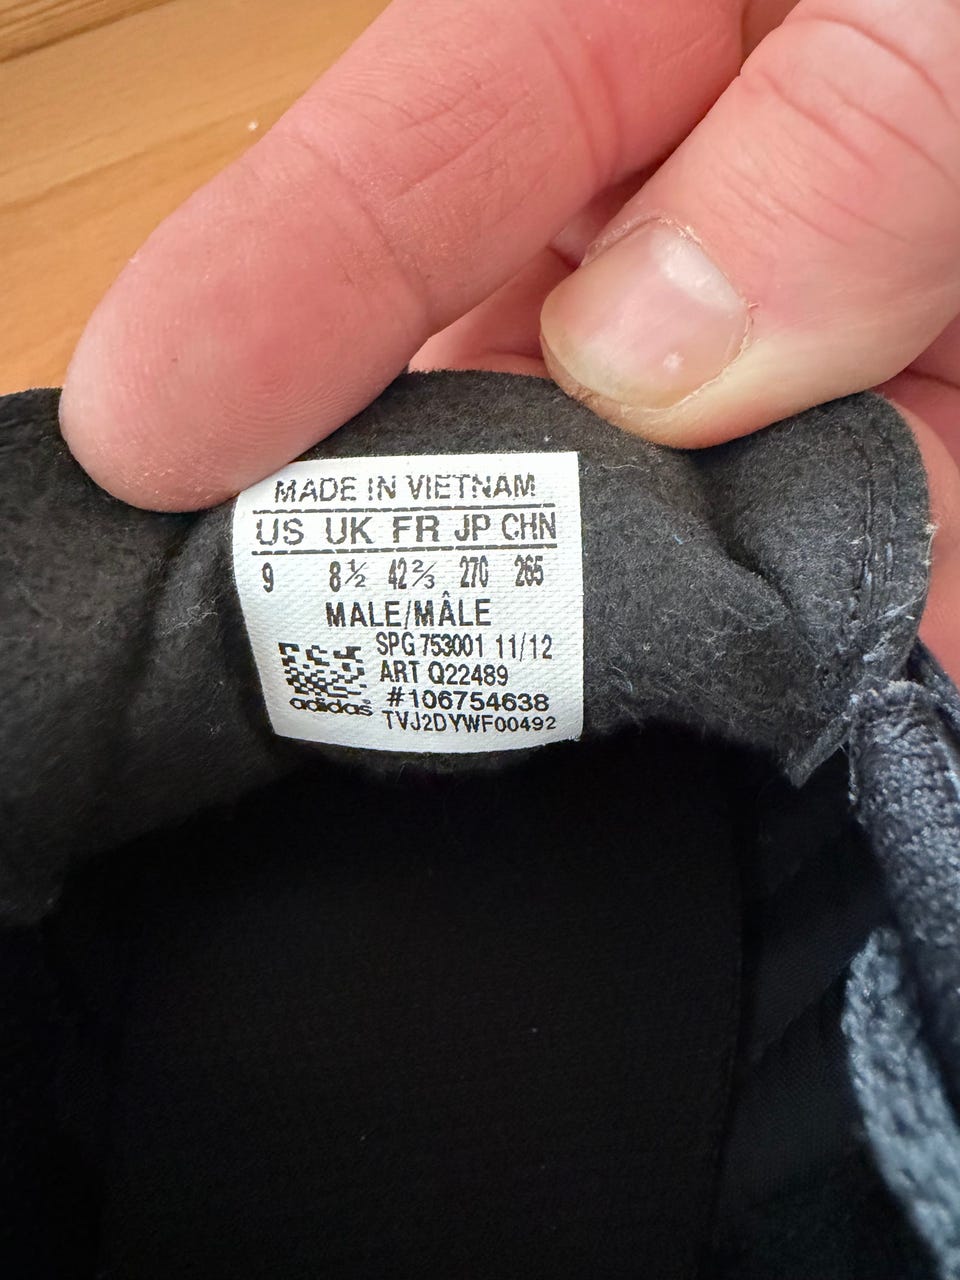 MADE IN VIETNAM
US UK FR JP CHN
9 8½ 42⅔ 270 265
MALE/MÂLE
SPG 753001 11/12
ART Q22489
#106754638
adidas
TVJ2DYWF00492